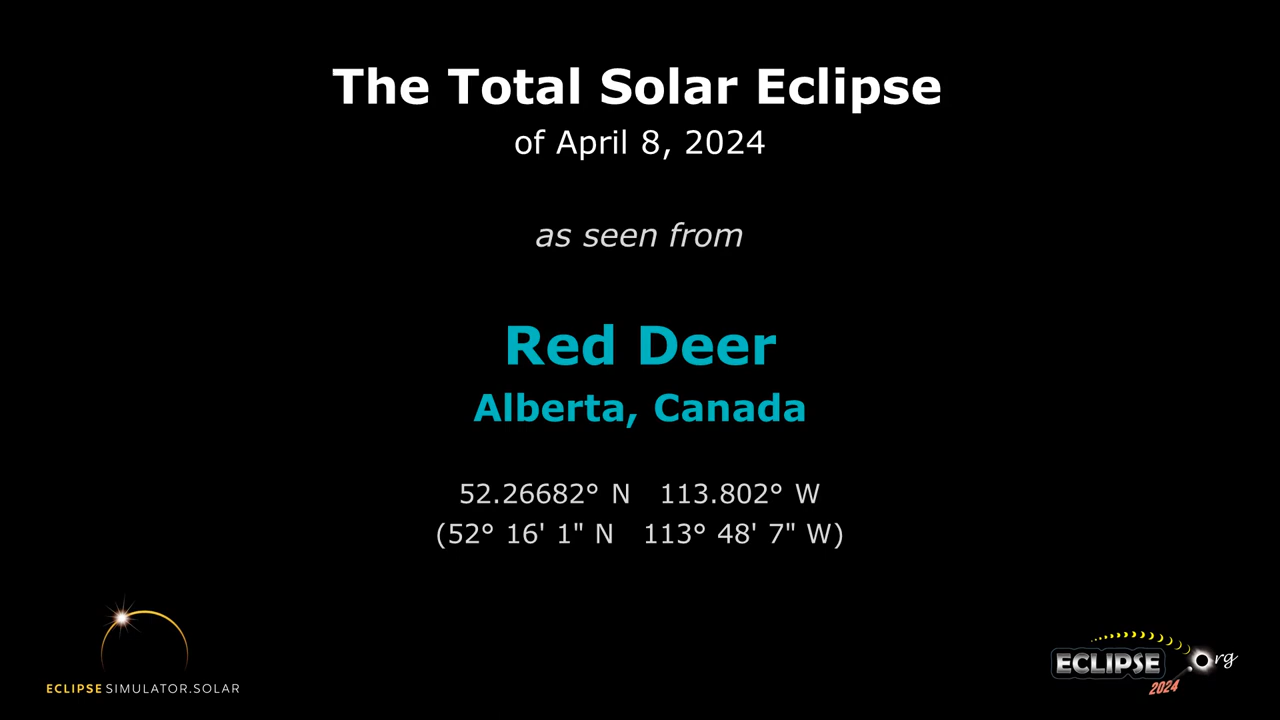 The Total Solar Eclipse
of April 8, 2024
as seen from
Red Deer
Alberta, Canada
52.26682° N 113.802° W
(52° 16' 1" N 113° 48' 7" W)
ECLIPSESIMULATOR.SOLAR
ECLIPSE.Org
2024